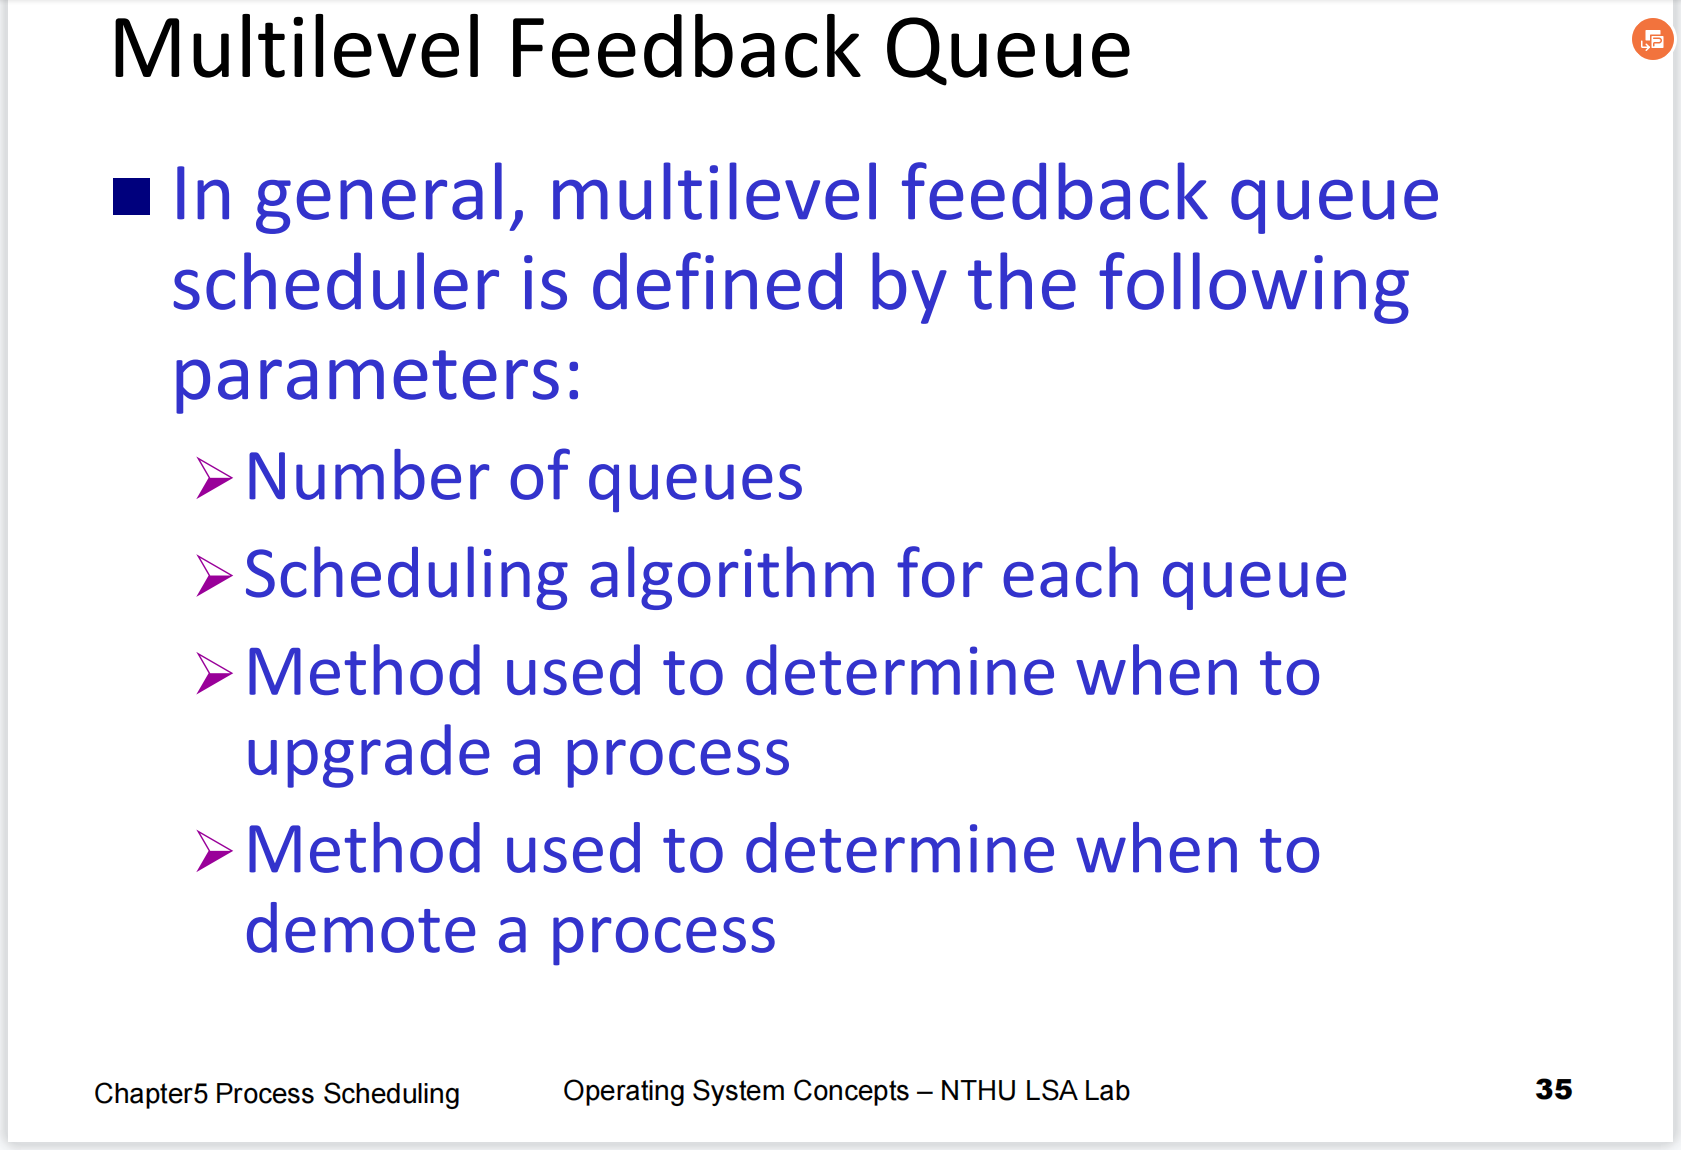 Multilevel Feedback Queue
In general, multilevel feedback queue
scheduler is defined by the following
parameters:
Number of queues
Scheduling algorithm for each queue
Method used to determine when to
upgrade a process
Method used to determine when to
demote a process
Chapter5 Process Scheduling
Operating System Concepts – NTHU LSA Lab
35